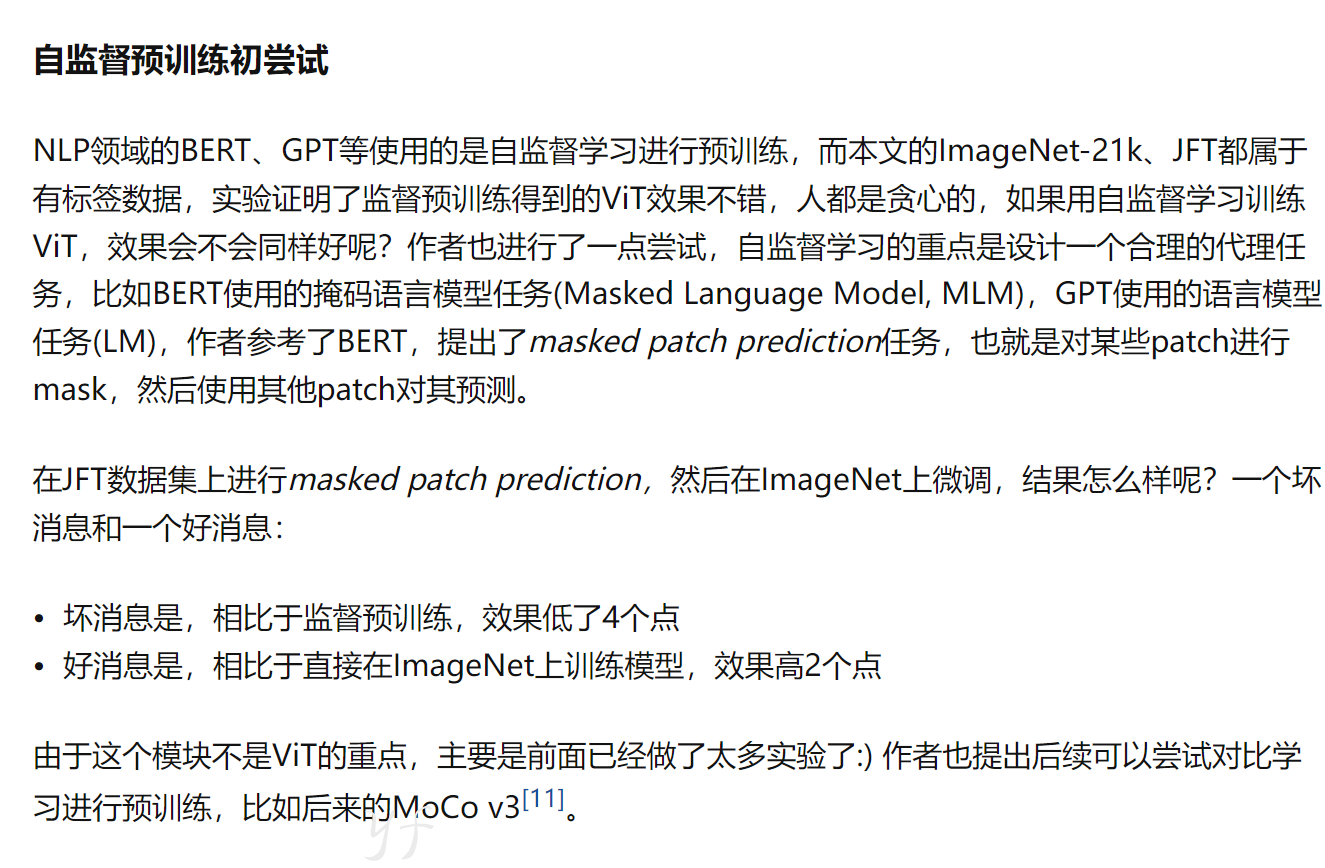 自监督预训练初尝试
NLP领域的BERT、GPT等使用的是自监督学习进行预训练，而本文的ImageNet-21k、JFT都属于
有标签数据，实验证明了监督预训练得到的ViT效果不错，人都是贪心的，如果用自监督学习训练
ViT，效果会不会同样好呢？作者也进行了一点尝试，自监督学习的重点是设计一个合理的代理任
务，比如BERT使用的掩码语言模型任务(Masked Language Model, MLM)，GPT使用的语言模型
任务(LM)，作者参考了BERT，提出了masked patch prediction任务，也就是对某些patch进行
mask，然后使用其他patch对其预测。
在JFT数据集上进行masked patch prediction，然后在ImageNet上微调，结果怎么样呢？一个坏
消息和一个好消息：
• 坏消息是，相比于监督预训练，效果低了4个点
• 好消息是，相比于直接在ImageNet上训练模型，效果高2个点
由于这个模块不是ViT的重点，主要是前面已经做了太多实验了:) 作者也提出后续可以尝试对比学
习进行预训练，比如后来的MoCo v3[11]。